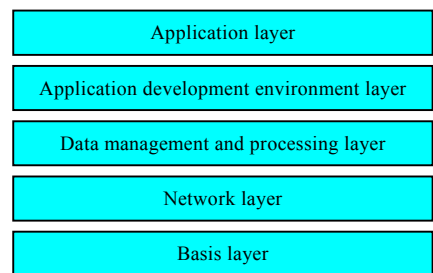 Application layer
Application development environment layer
Data management and processing layer
Network layer
Basis layer